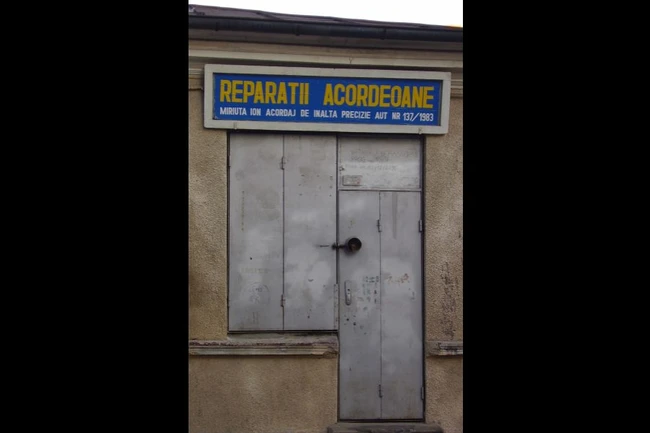 REPARATII ACORDEOANE
MIRIUTA ION ACORDAJ DE INALTA PRECIZIE AUT NR 137/1983